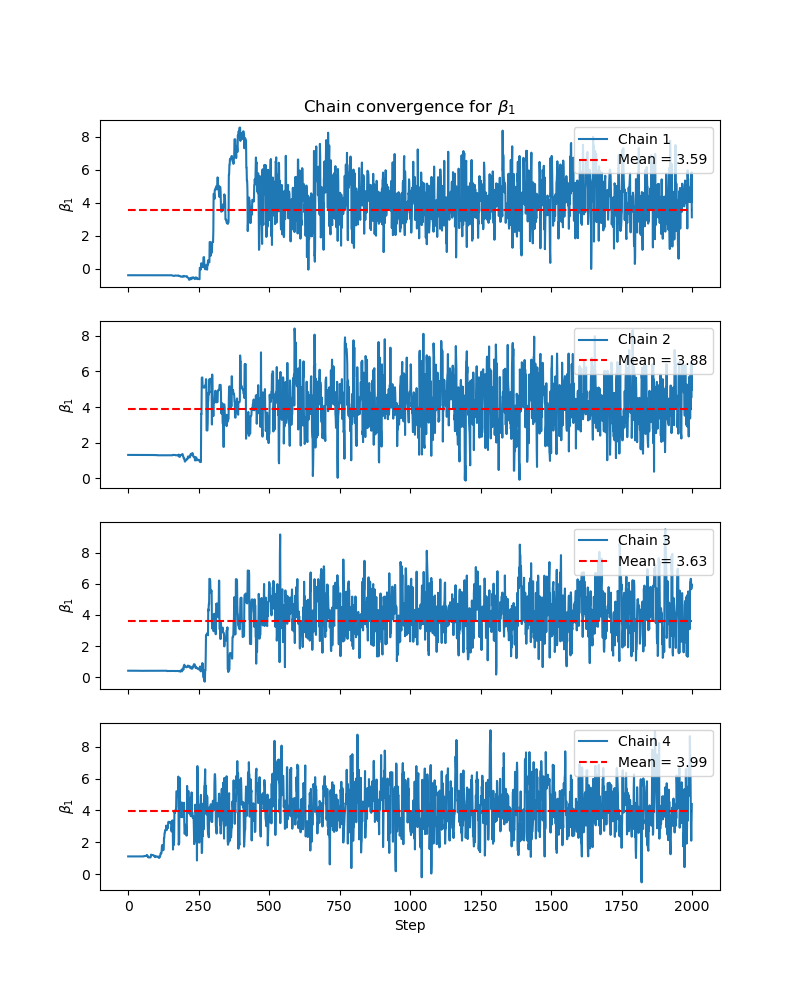 Chain convergence for β₁
8
6
4
2
0
β₁
Chain 1
Mean = 3.59
8
6
4
2
0
β₁
Chain 2
Mean = 3.88
8
6
4
2
0
β₁
Chain 3
Mean = 3.63
8
6
4
2
0
β₁
Chain 4
Mean = 3.99
0 250 500 750 1000 1250 1500 1750 2000
Step